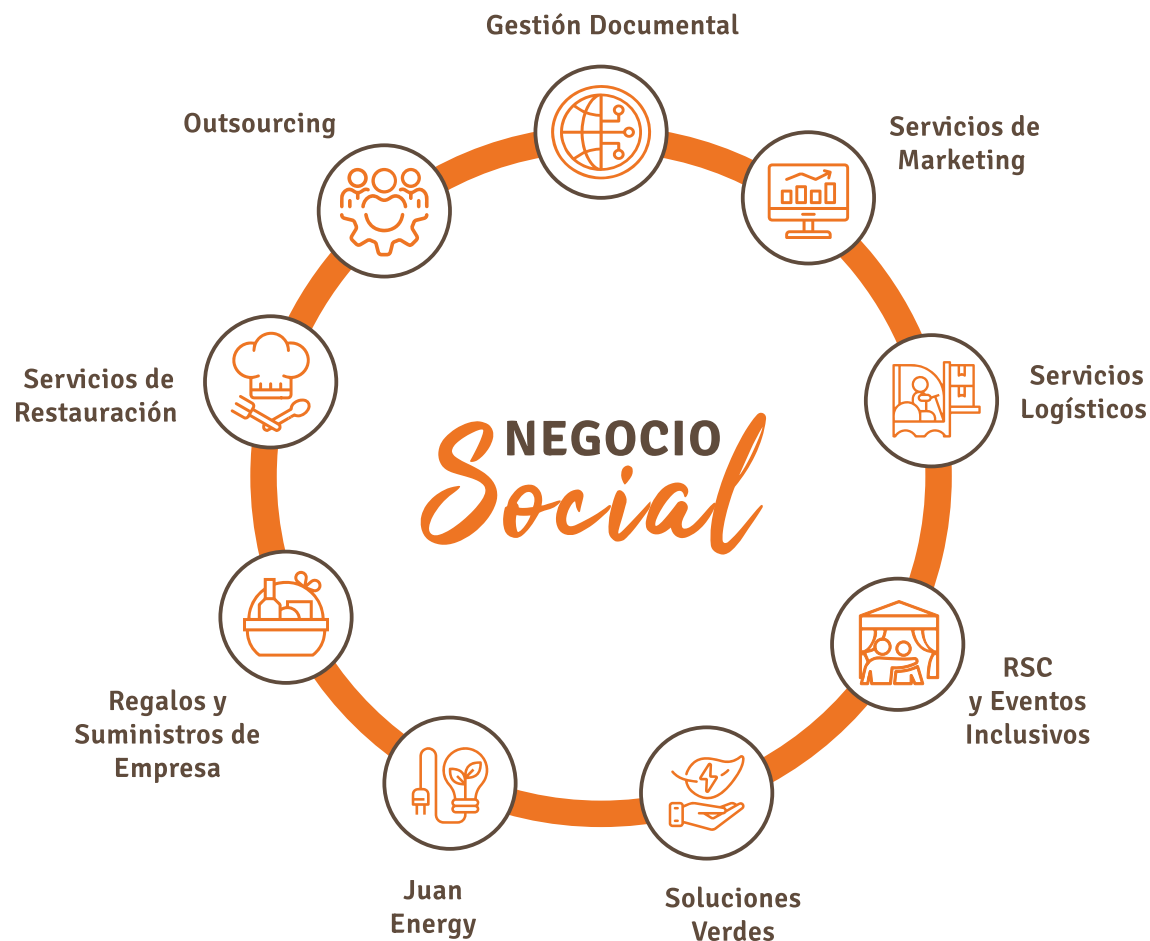 Gestión Documental
Outsourcing
Servicios de
Marketing
Servicios de
Restauración
Servicios
Logísticos
NEGOCIO
Social
RSC
y Eventos
Inclusivos
Regalos y
Suministros de
Empresa
Juan
Energy
Soluciones
Verdes